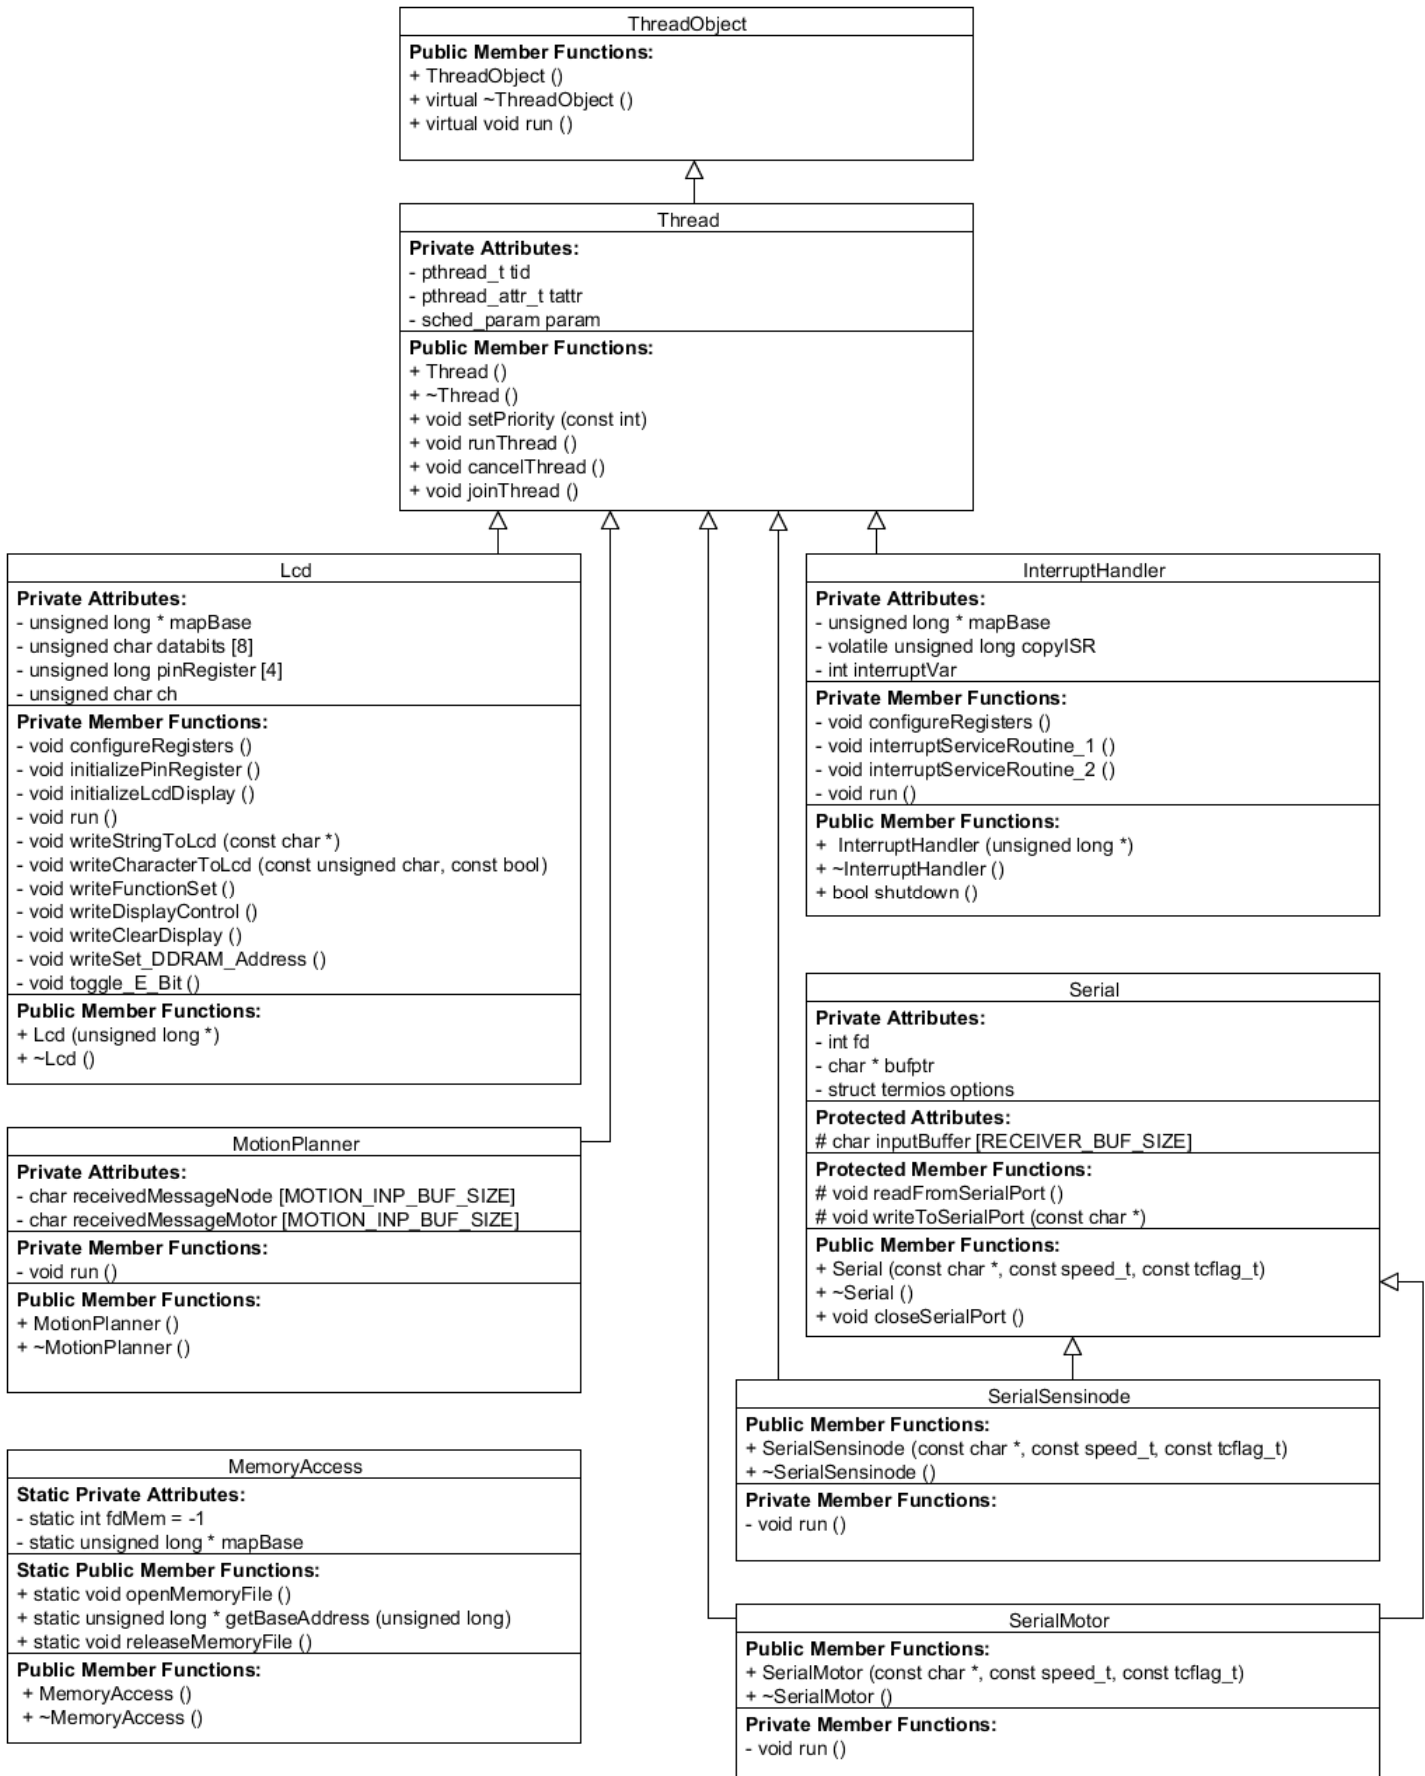 ThreadObject
Public Member Functions:
+ ThreadObject ()
+ virtual ~ThreadObject ()
+ virtual void run ()
Thread
Private Attributes:
- pthread_t tid
- pthread_attr_t tattr
- sched_param param
Public Member Functions:
+ Thread ()
+ ~Thread ()
+ void setPriority (const int)
+ void runThread ()
+ void cancelThread ()
+ void joinThread ()
Lcd
Private Attributes:
- unsigned long * mapBase
- unsigned char databits [8]
- unsigned long pinRegister [4]
- unsigned char ch
Private Member Functions:
- void configureRegisters ()
- void initializePinRegister ()
- void initializeLcdDisplay ()
- void run ()
- void writeStringToLcd (const char *)
- void writeCharacterToLcd (const unsigned char, const bool)
- void writeFunctionSet ()
- void writeDisplayControl ()
- void writeClearDisplay ()
- void writeSet_DDRAM_Address ()
- void toggle_E_Bit ()
Public Member Functions:
+ Lcd (unsigned long *)
+ ~Lcd ()
MotionPlanner
Private Attributes:
- char receivedMessageNode [MOTION_INP_BUF_SIZE]
- char receivedMessageMotor [MOTION_INP_BUF_SIZE]
Private Member Functions:
- void run ()
Public Member Functions:
+ MotionPlanner ()
+ ~MotionPlanner ()
MemoryAccess
Static Private Attributes:
- static int fdMem = -1
- static unsigned long * mapBase
Static Public Member Functions:
+ static void openMemoryFile ()
+ static unsigned long * getBaseAddress (unsigned long)
+ static void releaseMemoryFile ()
Public Member Functions:
+ MemoryAccess ()
+ ~MemoryAccess ()
InterruptHandler
Private Attributes:
- unsigned long * mapBase
- volatile unsigned long copyISR
- int interruptVar
Private Member Functions:
- void configureRegisters ()
- void interruptServiceRoutine_1 ()
- void interruptServiceRoutine_2 ()
- void run ()
Public Member Functions:
+ InterruptHandler (unsigned long *)
+ ~InterruptHandler ()
+ bool shutdown ()
Serial
Private Attributes:
- int fd
- char * bufptr
- struct termios options
Protected Attributes:
# char inputBuffer [RECEIVER_BUF_SIZE]
Protected Member Functions:
# void readFromSerialPort ()
# void writeToSerialPort (const char *)
Public Member Functions:
+ Serial (const char *, const speed_t, const tcflag_t)
+ ~Serial ()
+ void closeSerialPort ()
SerialSensinode
Public Member Functions:
+ SerialSensinode (const char *, const speed_t, const tcflag_t)
+ ~SerialSensinode ()
Private Member Functions:
- void run ()
SerialMotor
Public Member Functions:
+ SerialMotor (const char *, const speed_t, const tcflag_t)
+ ~SerialMotor ()
Private Member Functions:
- void run ()